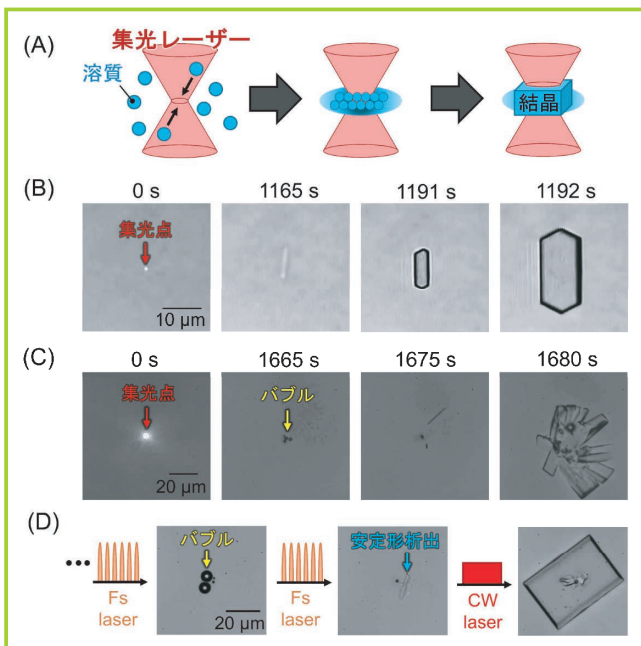 (A)
集光レーザー
溶質
結晶
(B)
0 s
1165 s
1191 s
1192 s
集光点
10 μm
(C)
0 s
1665 s
1675 s
1680 s
集光点
バブル
20 μm
(D)
バブル
安定形析出
•••
Fs
laser
20 μm
Fs
laser
CW
laser